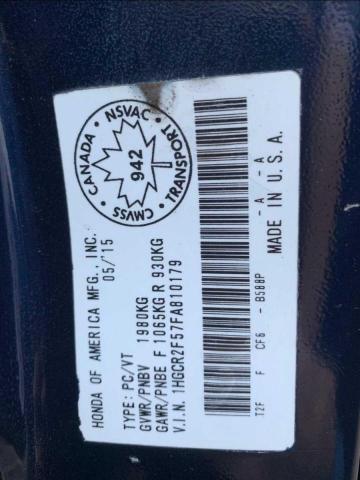 HONDA OF AMERICA MFG., INC.
05/15
TYPE: PC/VT
GVWR/PNBV 1980KG
GAWR/PNBE F 1065KG R 930KG
V.I.N. 1HGCR2F57FA810179
CANADA NSVAC TRANSPORT CMVSS
942
T2F F CF6 - B588P
MADE IN U.S.A.
- A - A